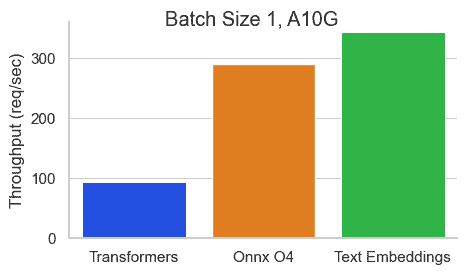 Batch Size 1, A10G
Throughput (req/sec)
300
200
100
0
Transformers
Onnx O4
Text Embeddings